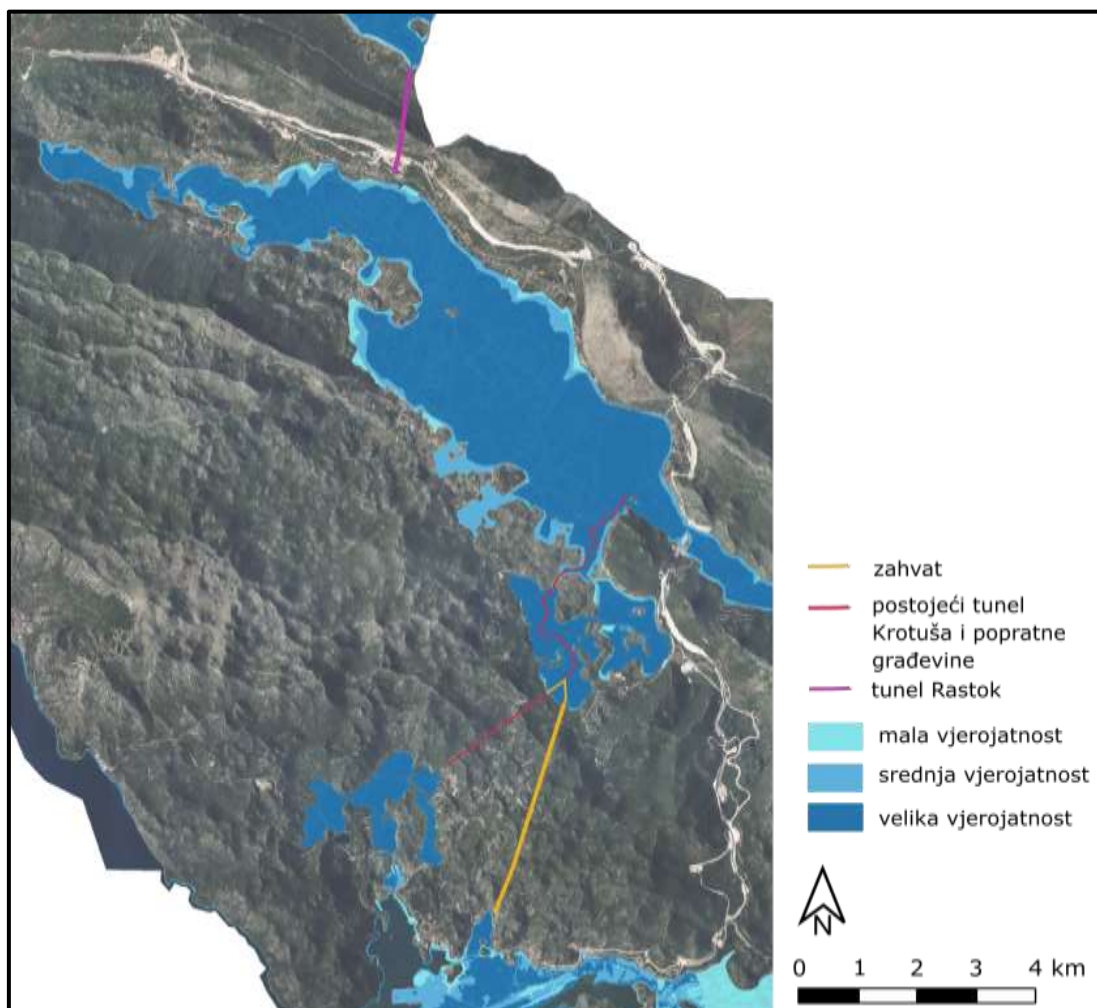 zahvat
postojeći tunel
Krotuša i popratne
građevine
tunel Rastok
mala vjerojatnost
srednja vjerojatnost
velika vjerojatnost
N
0 1 2 3 4 km